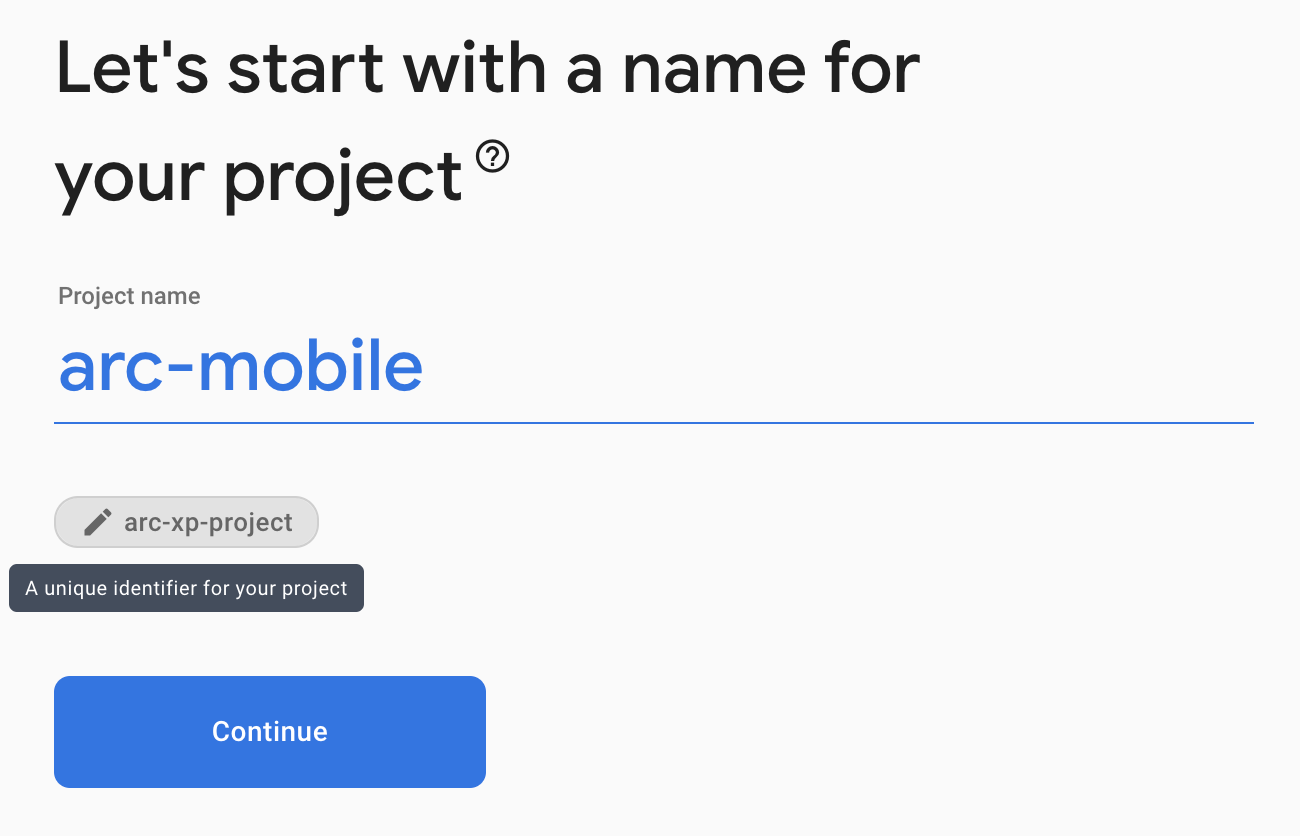 Let's start with a name for
your project ?
Project name
arc-mobile
arc-xp-project
A unique identifier for your project
Continue